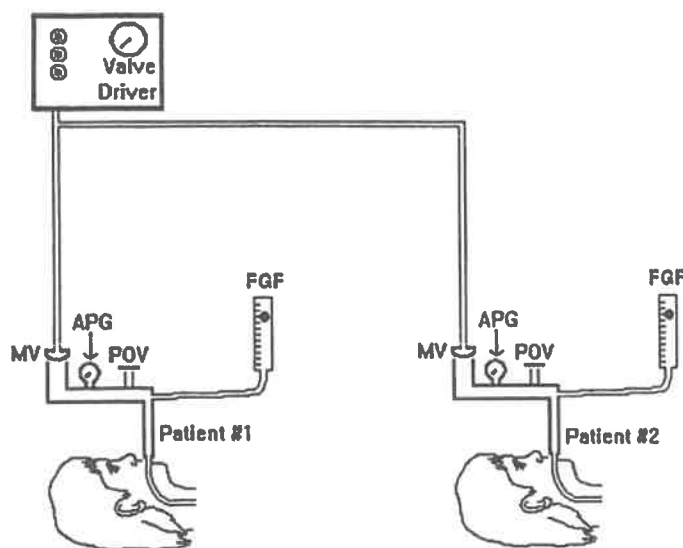 Valve
Driver
FGF
APG
MV
POV
Patient #1
FGF
APG
MV
POV
Patient #2